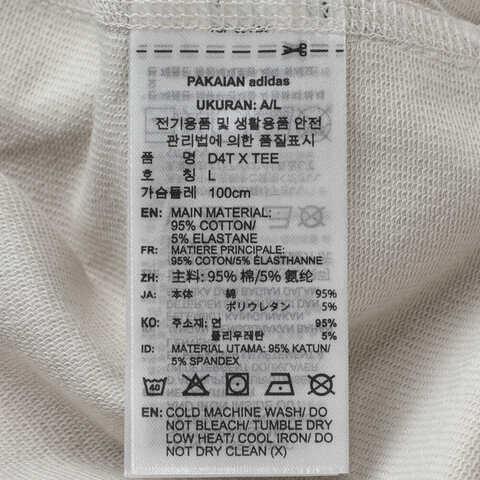 PAKAIAN adidas
UKURAN: A/L
전기용품 및 생활용품 안전
관리법에 의한 품질표시
품 명 D4T X TEE
호 칭 L
가슴둘레 100cm
EN: MAIN MATERIAL:
95% COTTON/
5% ELASTANE
FR: MATIERE PRINCIPALE:
95% COTON/5% ÉLASTHANNE
ZH: 主料: 95% 棉/5% 氨纶
JA: 本体 綿 95%
ポリウレタン 5%
KO: 주소재: 면 95%
폴리우레탄 5%
ID: MATERIAL UTAMA: 95% KATUN/
5% SPANDEX
40
EN: COLD MACHINE WASH/ DO
NOT BLEACH/ TUMBLE DRY
LOW HEAT/ COOL IRON/ DO
NOT DRY CLEAN (X)